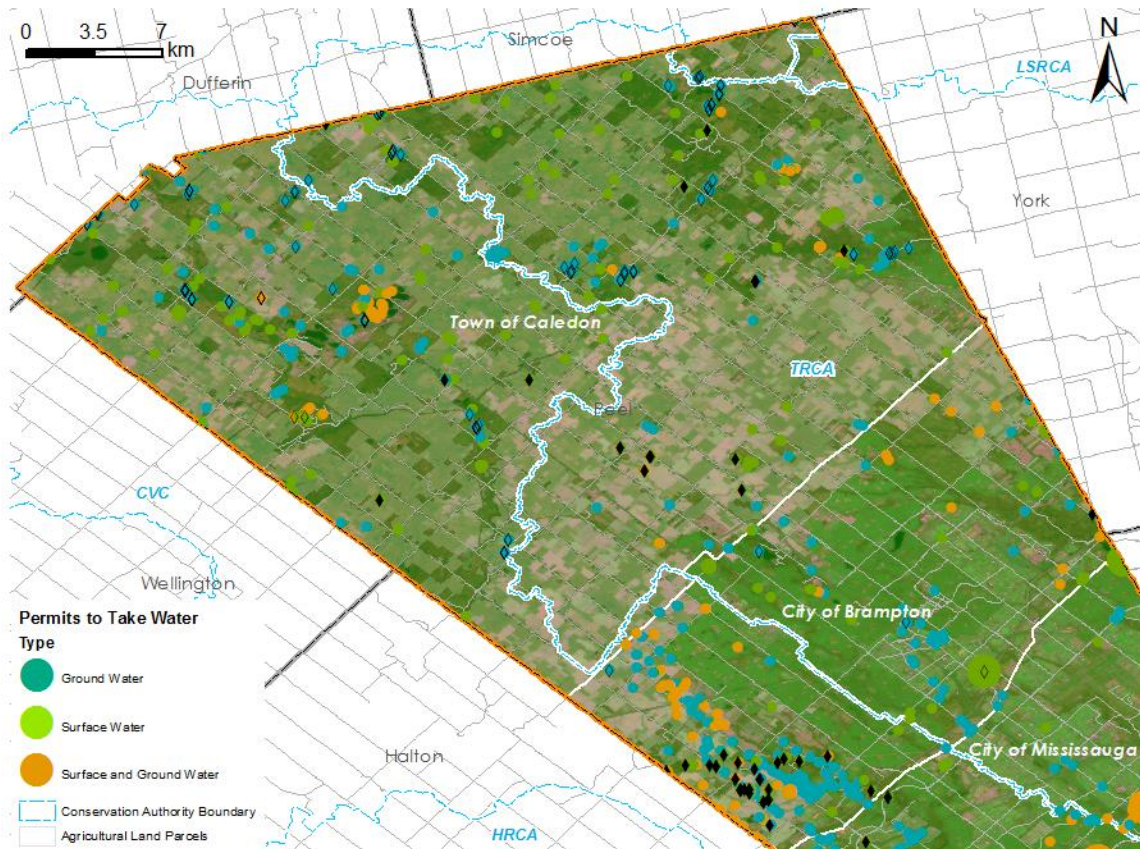 0 3.5 7
km
Simcoe
N
Dufferin
LSRCA
York
Town of Caledon
TRCA
Peel
CVC
Wellington
City of Brampton
Permits to Take Water
Type
Ground Water
Surface Water
Surface and Ground Water
Conservation Authority Boundary
Agricultural Land Parcels
City of Mississauga
Halton
HRCA